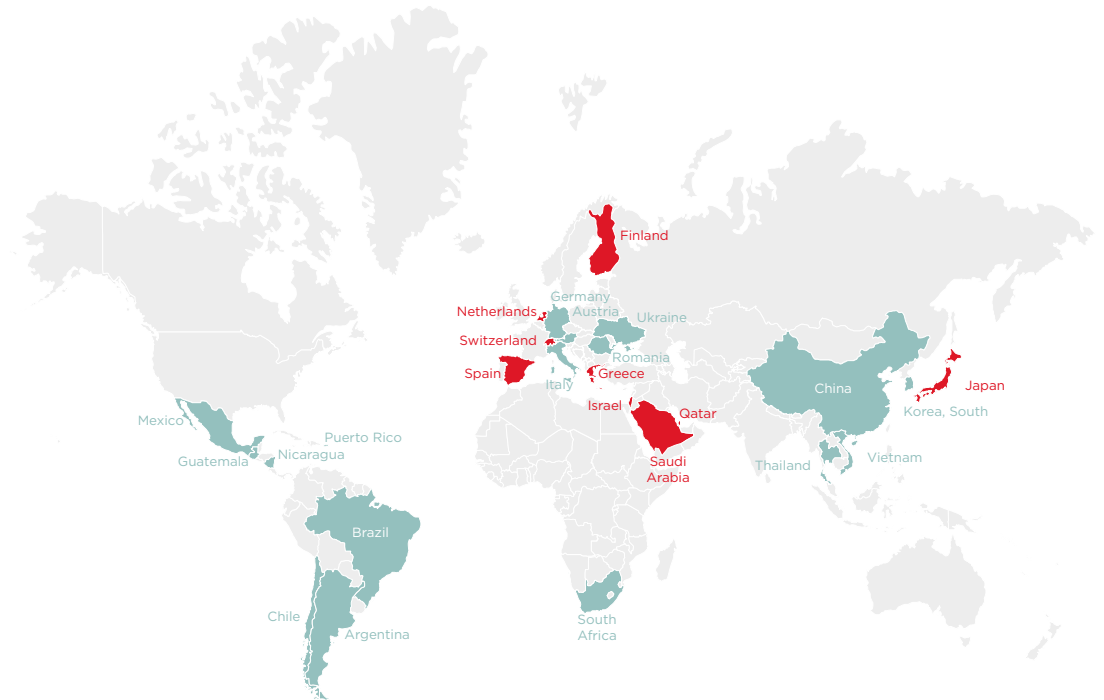 Finland
Germany
Netherlands
Austria
Ukraine
Switzerland
Romania
Spain
Italy
Greece
China
Japan
Israel
Qatar
Korea, South
Mexico
Puerto Rico
Guatemala
Nicaragua
Saudi
Arabia
Thailand
Vietnam
Brazil
Chile
Argentina
South
Africa